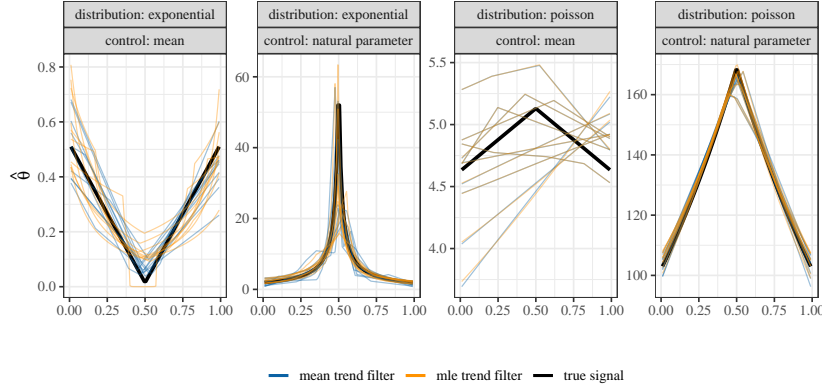 distribution: exponential
distribution: exponential
distribution: poisson
distribution: poisson
control: mean
control: natural parameter
control: mean
control: natural parameter
0.8
0.6
0.4
0.2
0.0
60
40
20
0
5.5
5.0
4.5
4.0
160
140
120
100
θ̂
0.00 0.25 0.50 0.75 1.00
0.00 0.25 0.50 0.75 1.00
0.00 0.25 0.50 0.75 1.00
0.00 0.25 0.50 0.75 1.00
mean trend filter mle trend filter true signal